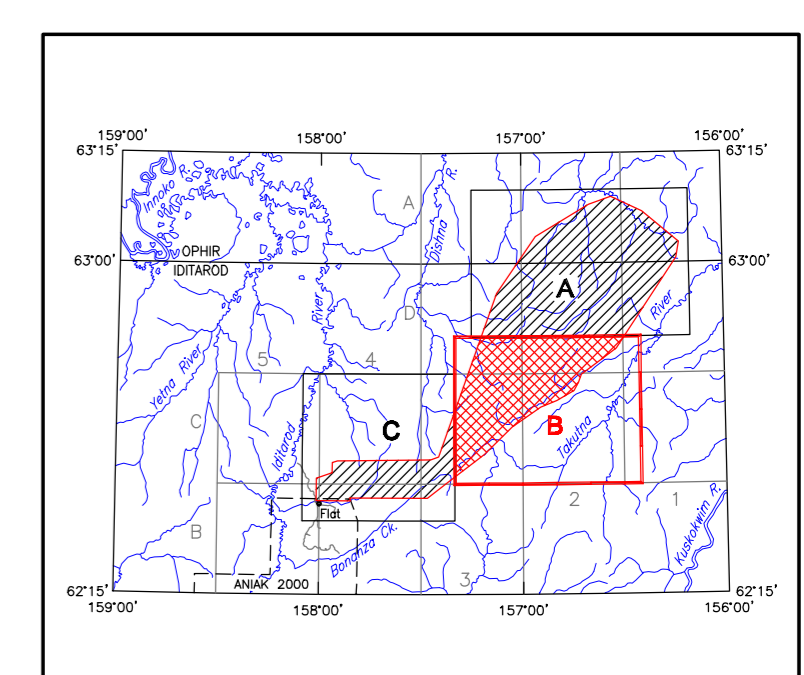 159°00' 158°00' 157°00' 156°00'
63°15' 63°15'
Innoko R.
A
Dishna R.
OPHIR
63°00' 63°00'
IDITAROD
A
D
River
River
Yetna River
5 4
C
C
B
Iditarod
Takutna
2 1
Flat
B
Bonanza Ck.
Kuskokwim R.
ANIAK 2000
3
62°15' 62°15'
159°00' 158°00' 157°00' 156°00'